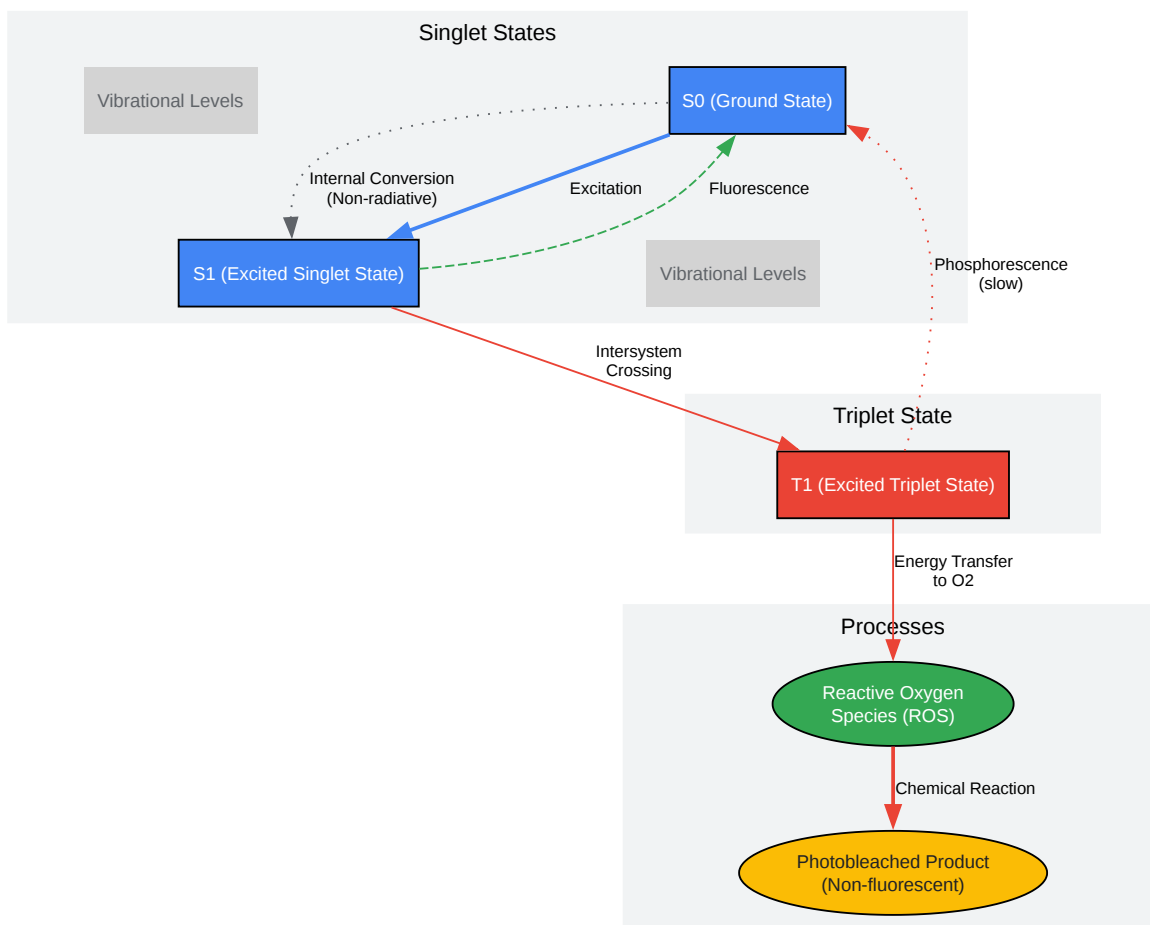 Singlet States
Vibrational Levels
S0 (Ground State)
Internal Conversion
(Non-radiative)
Excitation
Fluorescence
S1 (Excited Singlet State)
Vibrational Levels
Phosphorescence
(slow)
Intersystem
Crossing
Triplet State
T1 (Excited Triplet State)
Energy Transfer
to O2
Processes
Reactive Oxygen
Species (ROS)
Chemical Reaction
Photobleached Product
(Non-fluorescent)